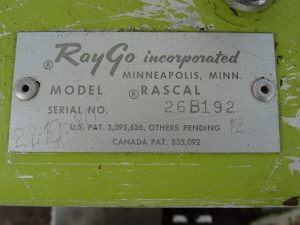 ® RayGo incorporated
MINNEAPOLIS, MINN.
MODEL ® RASCAL
SERIAL NO. 26B192
U.S. PAT. 3,395,626, OTHERS PENDING
CANADA PAT. 835,092